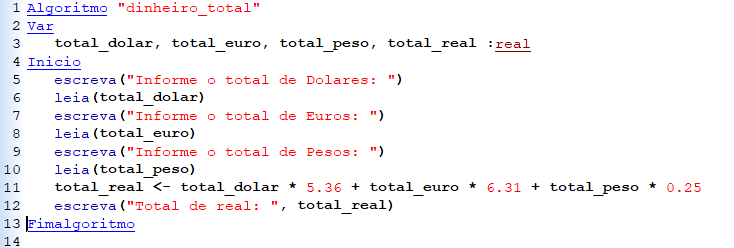 1 Algoritmo "dinheiro_total"
2 Var
3 total_dolar, total_euro, total_peso, total_real :real
4 Inicio
5 escreva("Informe o total de Dolares: ")
6 leia(total_dolar)
7 escreva("Informe o total de Euros: ")
8 leia(total_euro)
9 escreva("Informe o total de Pesos: ")
10 leia(total_peso)
11 total_real <- total_dolar * 5.36 + total_euro * 6.31 + total_peso * 0.25
12 escreva("Total de real: ", total_real)
13 Fimalgoritmo
14